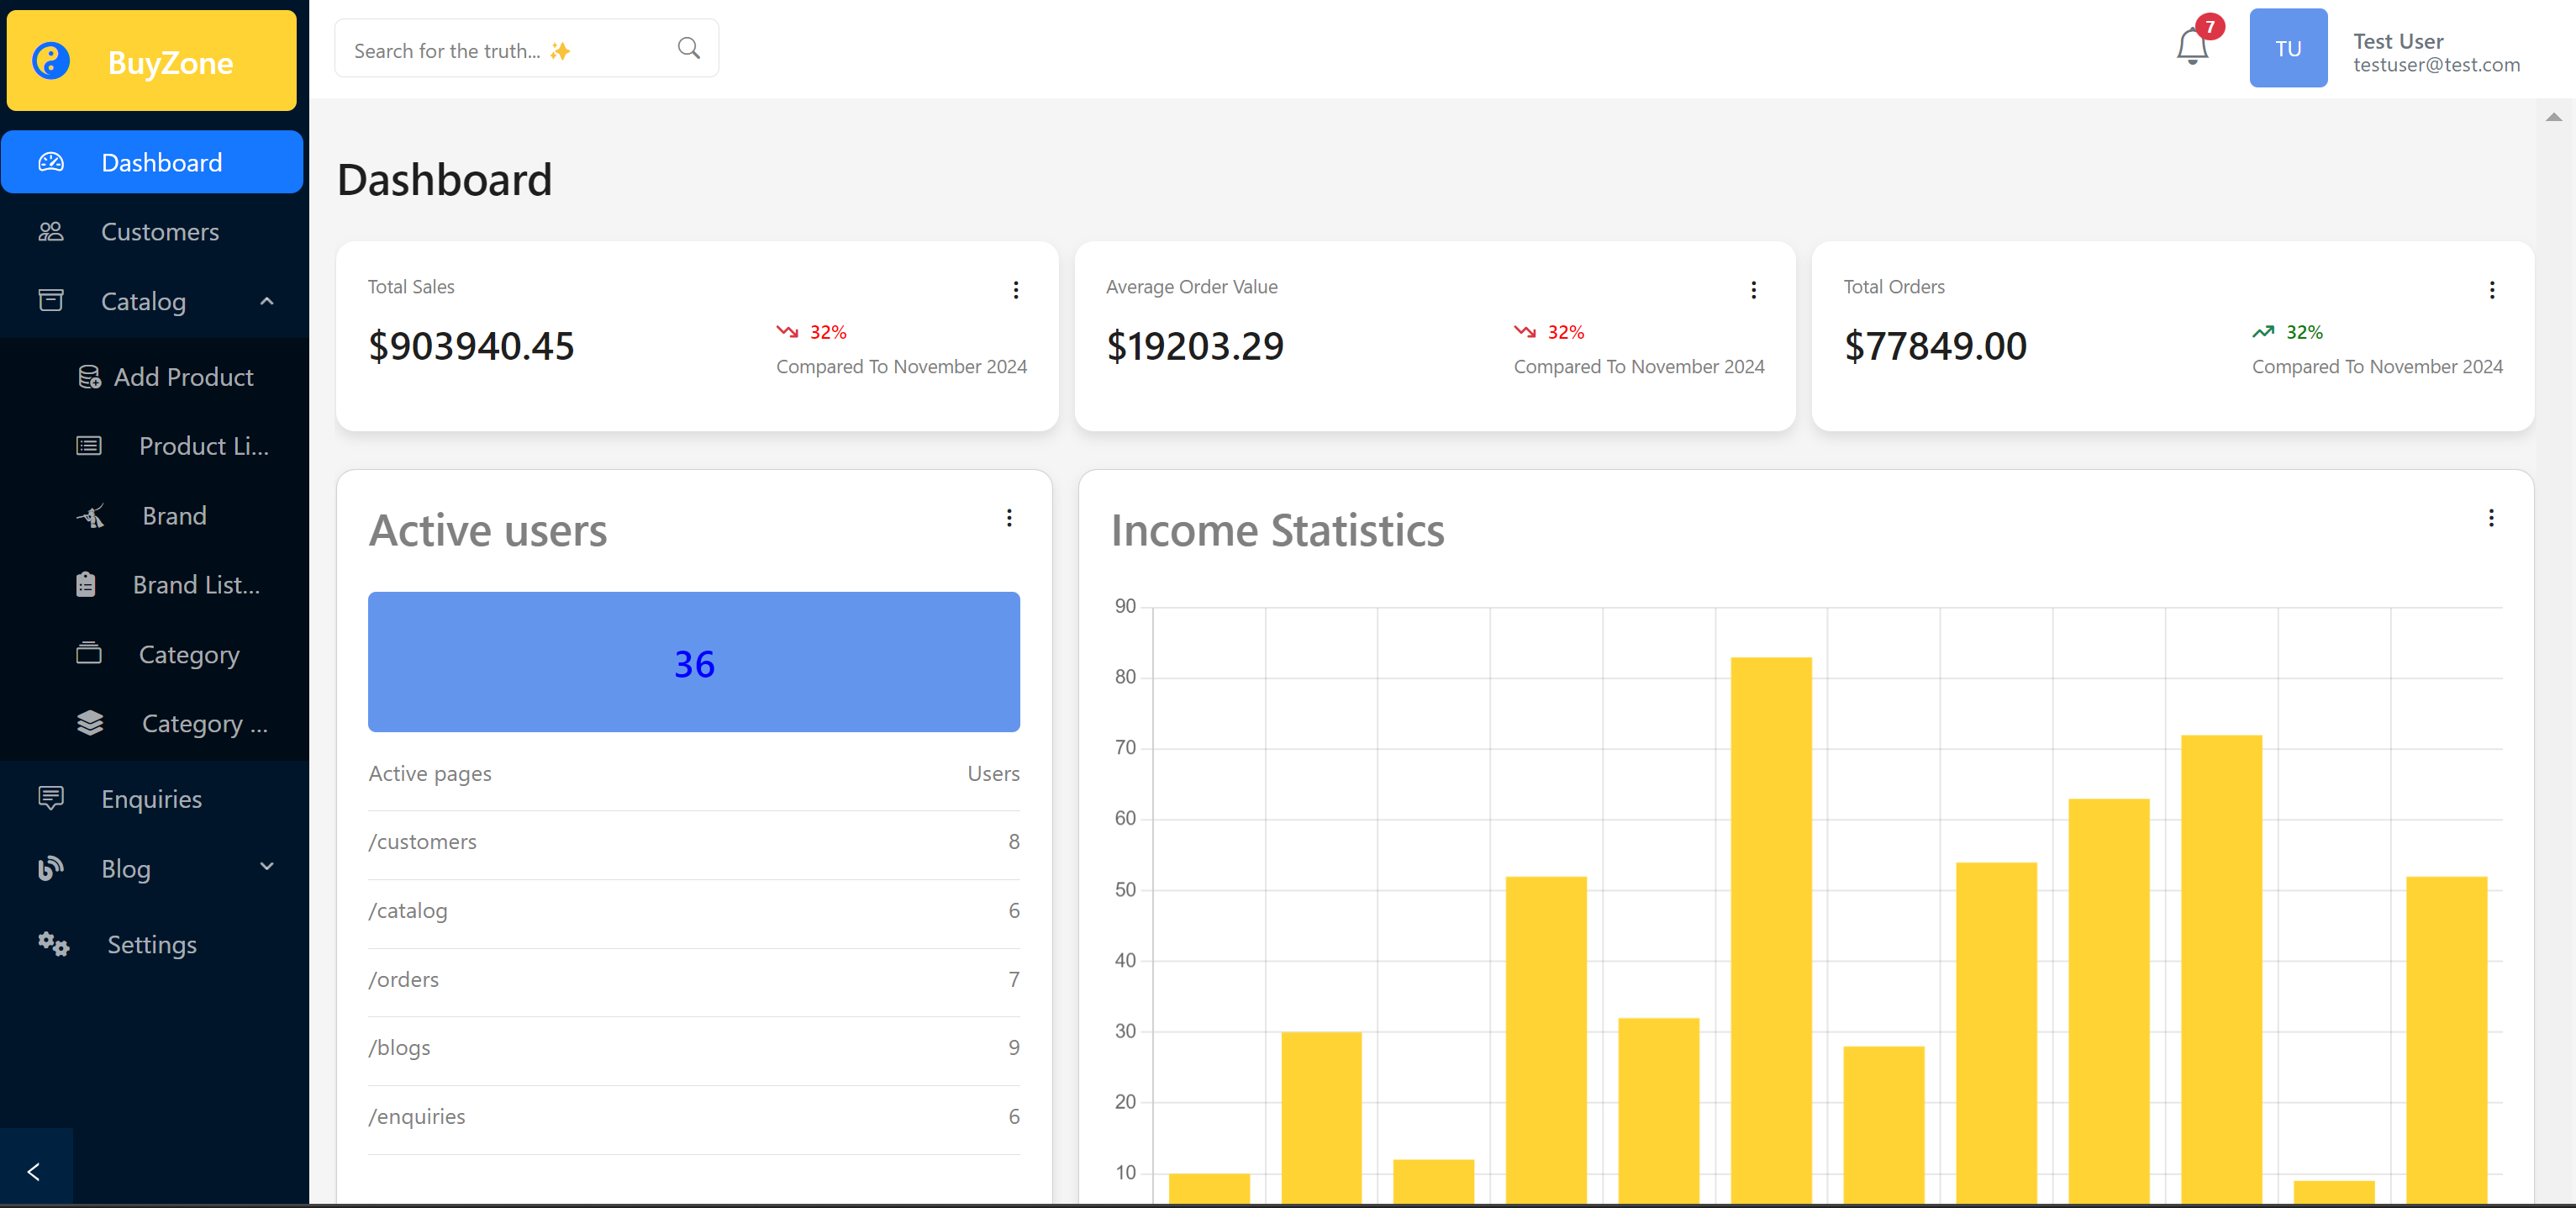 BuyZone
Dashboard
Customers
Catalog
Add Product
Product Li...
Brand
Brand List...
Category
Category ...
Enquiries
Blog
Settings
Search for the truth... ✨
7
TU
Test User
testuser@test.com
Dashboard
Total Sales
$903940.45
32%
Compared To November 2024
Average Order Value
$19203.29
32%
Compared To November 2024
Total Orders
$77849.00
32%
Compared To November 2024
Active users
36
Active pages Users
/customers 8
/catalog 6
/orders 7
/blogs 9
/enquiries 6
Income Statistics
90
80
70
60
50
40
30
20
10